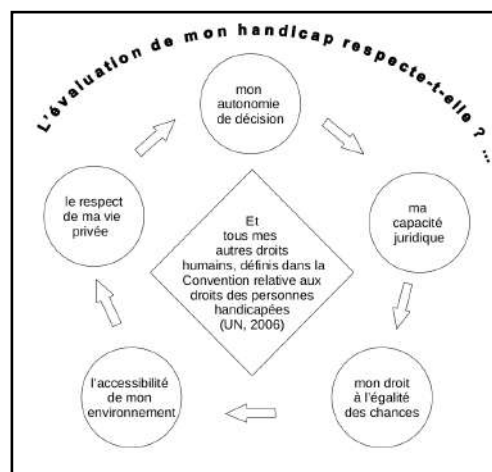 L'évaluation de mon handicap respecte-t-elle ? ...
mon
autonomie
de décision
ma
capacité
juridique
mon droit
à l'égalité
des chances
l'accessibilité
de mon
environnement
le respect
de ma vie
privée
Et
tous mes
autres droits
humains, définis dans la
Convention relative aux
droits des personnes
handicapées
(UN, 2006)